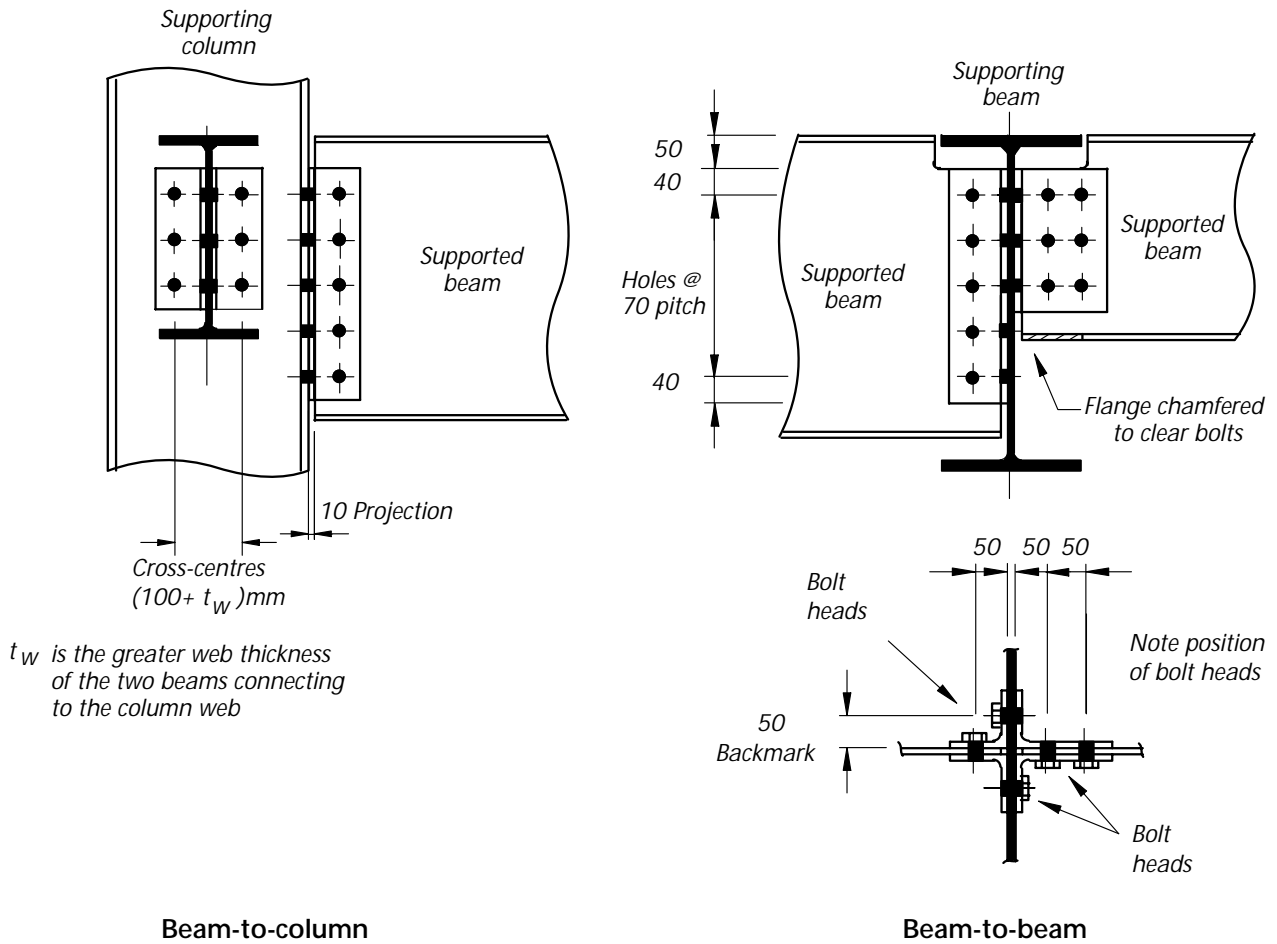 Supporting
column
Supported
beam
10 Projection
Cross-centres
(100+ tW )mm
tW is the greater web thickness
of the two beams connecting
to the column web
Beam-to-column
Supporting
beam
50
40
Holes @
70 pitch
40
Supported
beam
Supported
beam
Flange chamfered
to clear bolts
50 50 50
Bolt
heads
Note position
of bolt heads
50
Backmark
Bolt
heads
Beam-to-beam